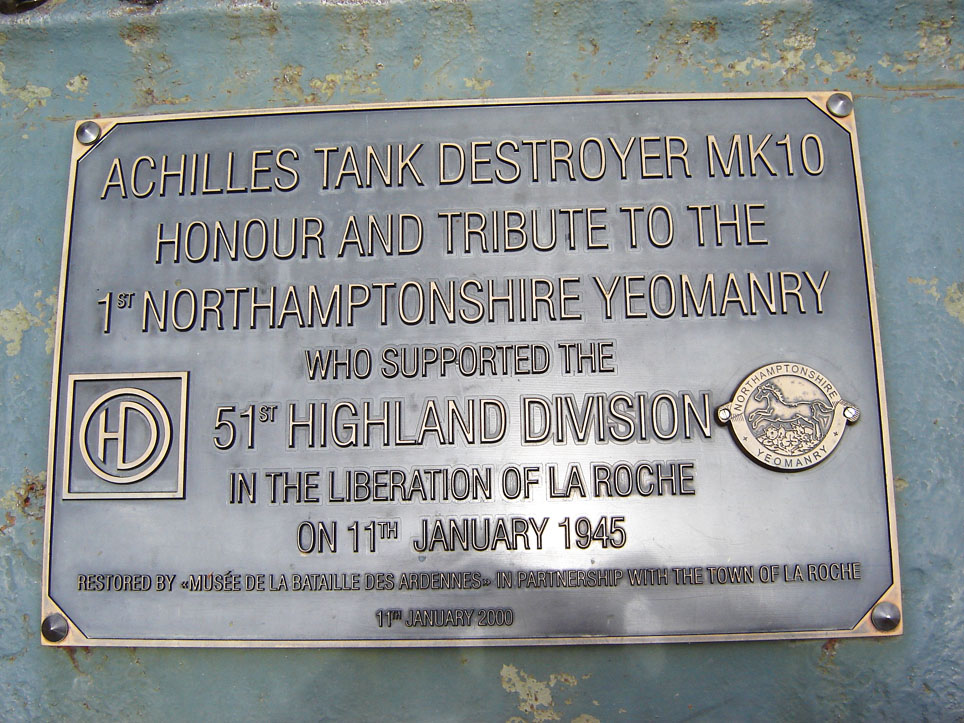 ACHILLES TANK DESTROYER MK10
HONOUR AND TRIBUTE TO THE
1ST NORTHAMPTONSHIRE YEOMANRY
WHO SUPPORTED THE
51ST HIGHLAND DIVISION
HD
NORTHAMPTONSHIRE
YEOMANRY
IN THE LIBERATION OF LA ROCHE
ON 11TH JANUARY 1945
RESTORED BY «MUSÉE DE LA BATAILLE DES ARDENNES» IN PARTNERSHIP WITH THE TOWN OF LA ROCHE
11TH JANUARY 2000